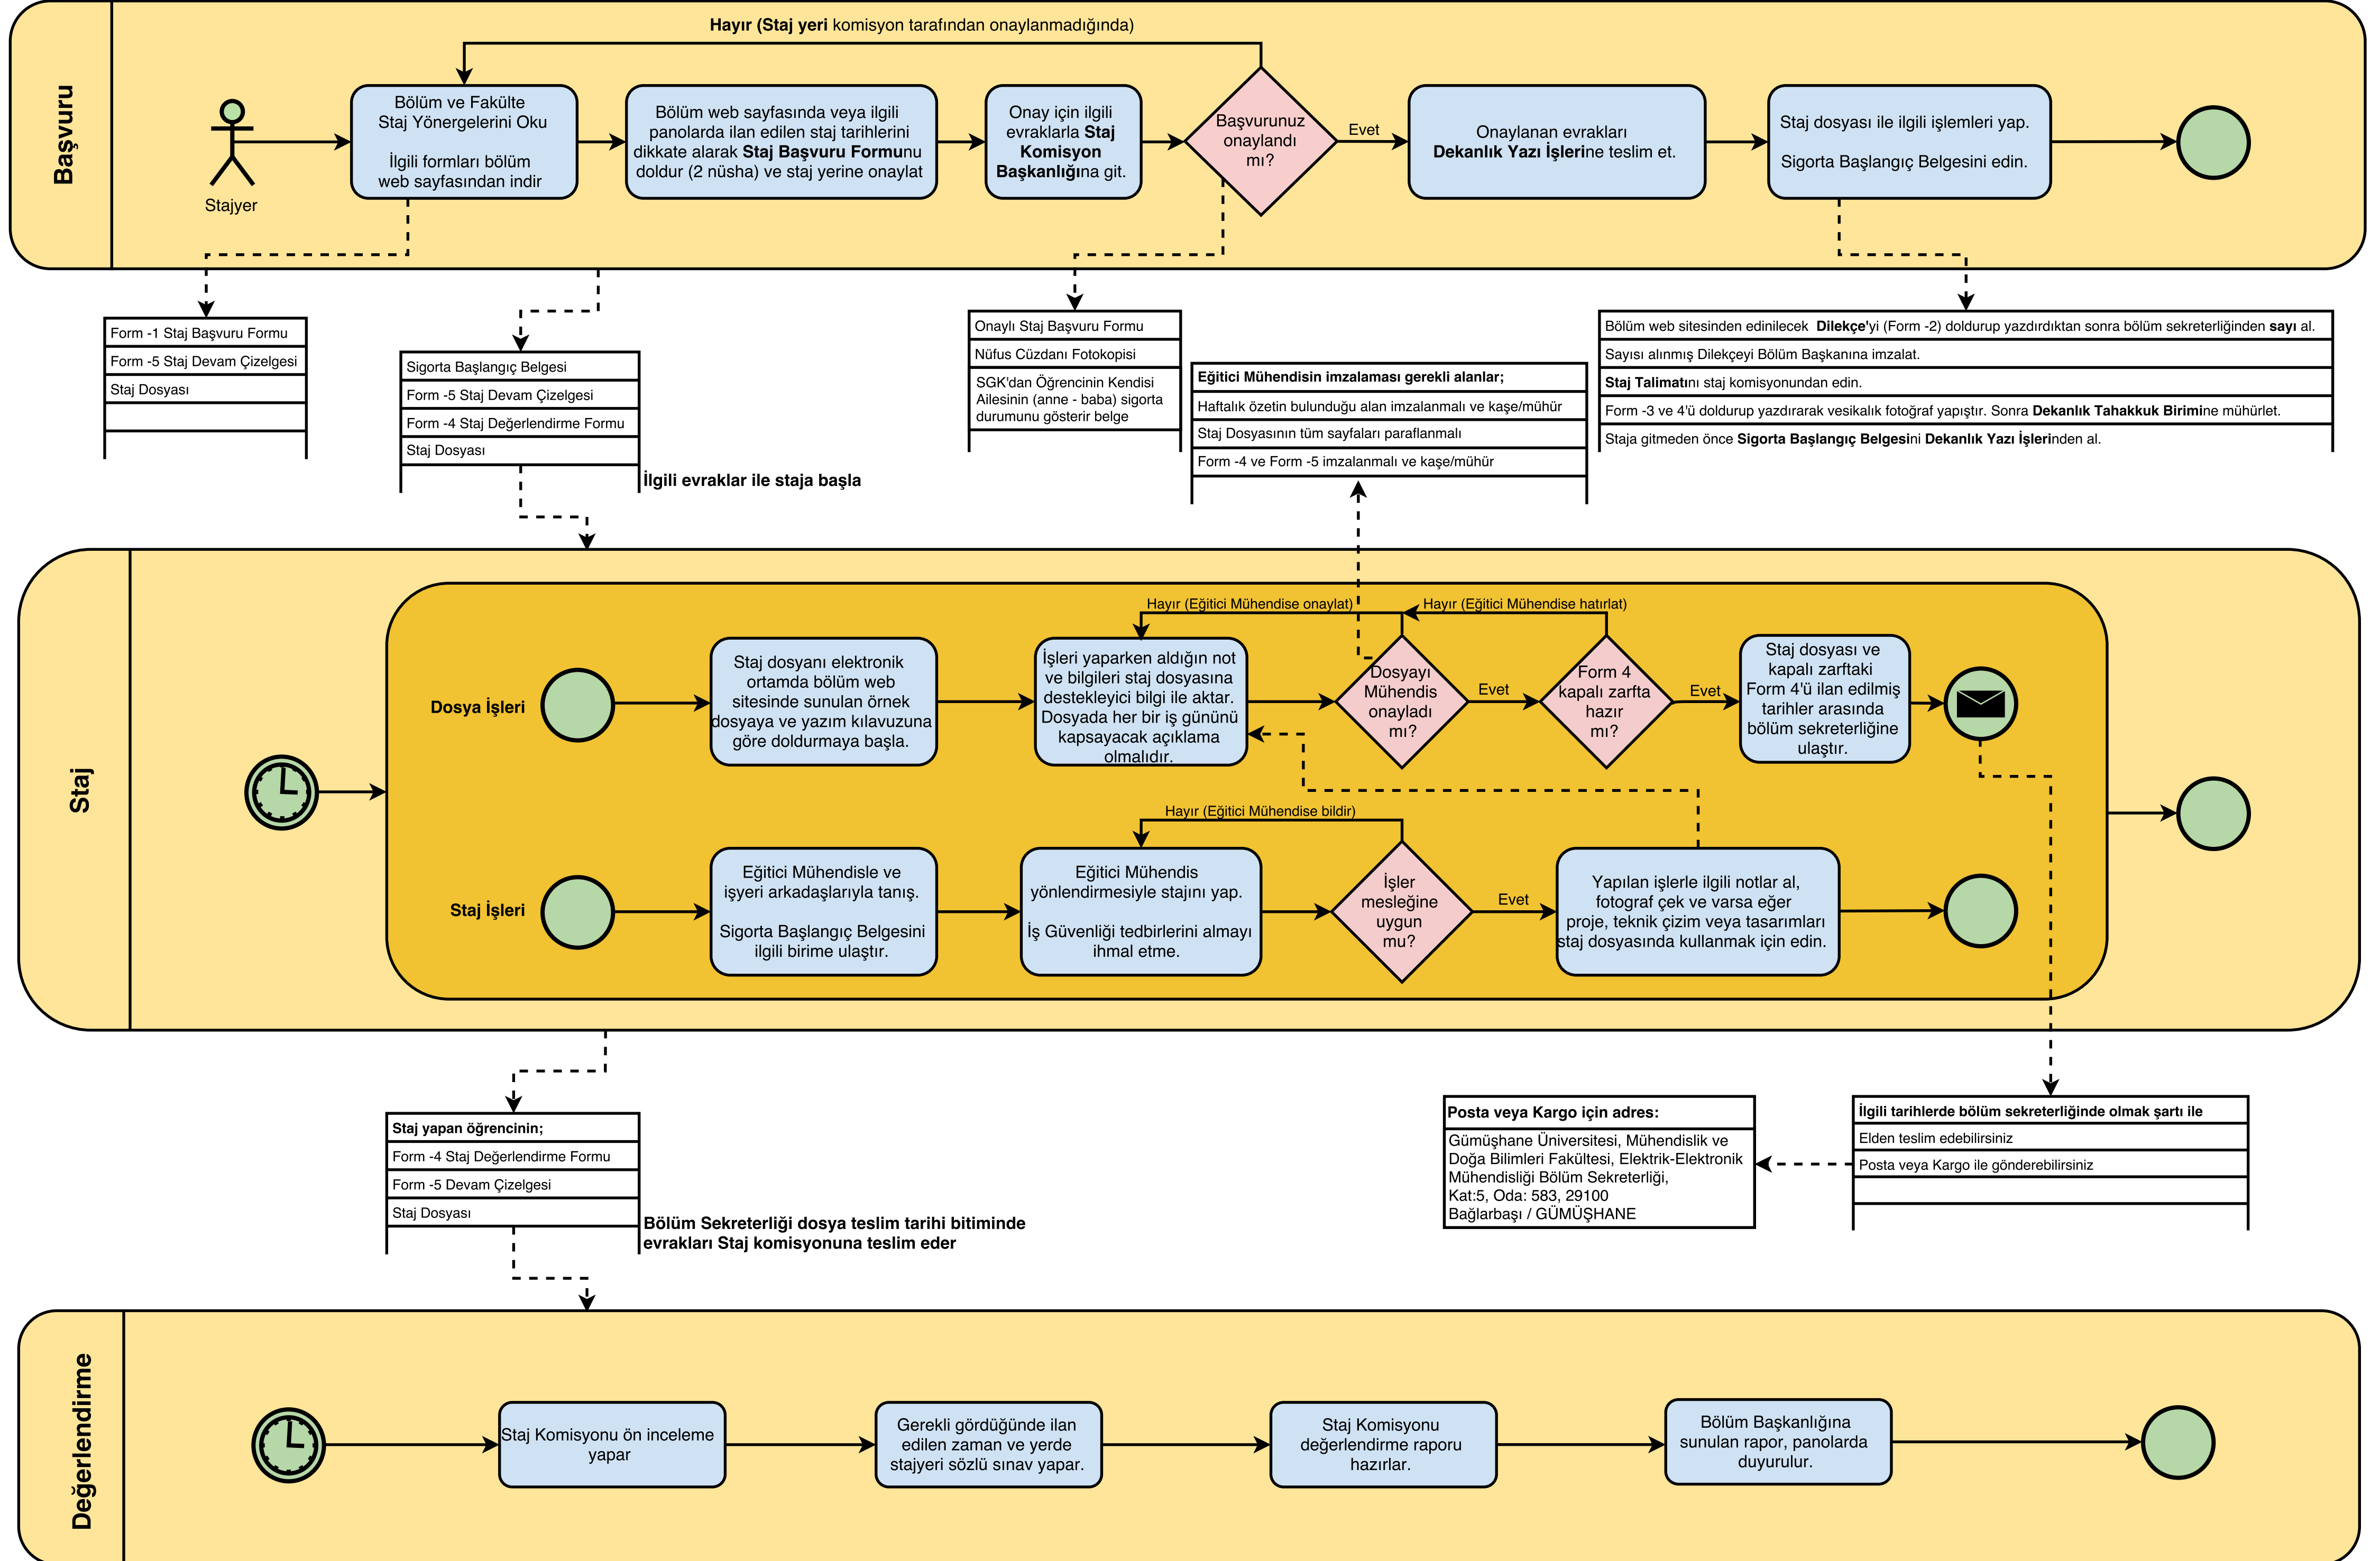 Başvuru
Hayır (Staj yeri komisyon tarafından onaylanmadığında)
Stajyer
Bölüm ve Fakülte
Staj Yönergelerini Oku
İlgili formları bölüm
web sayfasından indir
Bölüm web sayfasında veya ilgili
panolarda ilan edilen staj tarihlerini
dikkate alarak Staj Başvuru Formunu
doldur (2 nüsha) ve staj yerine onaylat
Onay için ilgili
evraklarla Staj
Komisyon
Başkanlığına git.
Başvurunuz
onaylandı
mı?
Evet
Onaylanan evrakları
Dekanlık Yazı İşlerine teslim et.
Staj dosyası ile ilgili işlemleri yap.
Sigorta Başlangıç Belgesini edin.
Form -1 Staj Başvuru Formu
Form -5 Staj Devam Çizelgesi
Staj Dosyası
Sigorta Başlangıç Belgesi
Form -5 Staj Devam Çizelgesi
Form -4 Staj Değerlendirme Formu
Staj Dosyası
İlgili evraklar ile staja başla
Onaylı Staj Başvuru Formu
Nüfus Cüzdanı Fotokopisi
SGK'dan Öğrencinin Kendisi
Ailesinin (anne - baba) sigorta
durumunu gösterir belge
Eğitici Mühendisin imzalaması gerekli alanlar;
Haftalık özetin bulunduğu alan imzalanmalı ve kaşe/mühür
Staj Dosyasının tüm sayfaları paraflanmalı
Form -4 ve Form -5 imzalanmalı ve kaşe/mühür
Bölüm web sitesinden edinilecek Dilekçe'yi (Form -2) doldurup yazdırdıktan sonra bölüm sekreterliğinden sayı al.
Sayısı alınmış Dilekçeyi Bölüm Başkanına imzalat.
Staj Talimatını staj komisyonundan edin.
Form -3 ve 4'ü doldurup yazdırarak vesikalık fotoğraf yapıştır. Sonra Dekanlık Tahakkuk Birimine mühürlet.
Staja gitmeden önce Sigorta Başlangıç Belgesini Dekanlık Yazı İşlerinden al.
Staj
Dosya İşleri
Staj dosyanı elektronik
ortamda bölüm web
sitesinde sunulan örnek
dosyaya ve yazım kılavuzuna
göre doldurmaya başla.
Hayır (Eğitici Mühendise onaylat)
İşleri yaparken aldığın not
ve bilgileri staj dosyasına
destekleyici bilgi ile aktar.
Dosyada her bir iş gününü
kapsayacak açıklama
olmalıdır.
Dosyayı
Mühendis
onayladı
mı?
Evet
Hayır (Eğitici Mühendise hatırlat)
Form 4
kapalı zarfta
hazır
mı?
Evet
Staj dosyası ve
kapalı zarftaki
Form 4'ü ilan edilmiş
tarihler arasında
bölüm sekreterliğine
ulaştır.
Staj İşleri
Eğitici Mühendisle ve
işyeri arkadaşlarıyla tanış.
Sigorta Başlangıç Belgesini
ilgili birime ulaştır.
Hayır (Eğitici Mühendise bildir)
Eğitici Mühendis
yönlendirmesiyle stajını yap.
İş Güvenliği tedbirlerini almayı
ihmal etme.
İşler
mesleğine
uygun
mu?
Evet
Yapılan işlerle ilgili notlar al,
fotograf çek ve varsa eğer
proje, teknik çizim veya tasarımları
staj dosyasında kullanmak için edin.
Staj yapan öğrencinin;
Form -4 Staj Değerlendirme Formu
Form -5 Devam Çizelgesi
Staj Dosyası
Bölüm Sekreterliği dosya teslim tarihi bitiminde
evrakları Staj komisyonuna teslim eder
Posta veya Kargo için adres:
Gümüşhane Üniversitesi, Mühendislik ve
Doğa Bilimleri Fakültesi, Elektrik-Elektronik
Mühendisliği Bölüm Sekreterliği,
Kat:5, Oda: 583, 29100
Bağlarbaşı / GÜMÜŞHANE
İlgili tarihlerde bölüm sekreterliğinde olmak şartı ile
Elden teslim edebilirsiniz
Posta veya Kargo ile gönderebilirsiniz
Değerlendirme
Staj Komisyonu ön inceleme
yapar
Gerekli gördüğünde ilan
edilen zaman ve yerde
stajyeri sözlü sınav yapar.
Staj Komisyonu
değerlendirme raporu
hazırlar.
Bölüm Başkanlığına
sunulan rapor, panolarda
duyurulur.